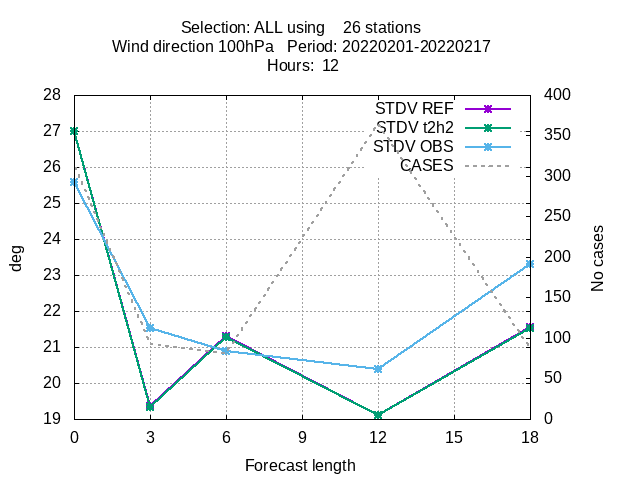 Selection: ALL using    26 stations
Wind direction 100hPa   Period: 20220201-20220217
Hours:  12
STDV REF
STDV t2h2
STDV OBS
CASES
28
27
26
25
24
23
22
21
20
19
deg
400
350
300
250
200
150
100
50
0
No cases
0 3 6 9 12 15 18
Forecast length